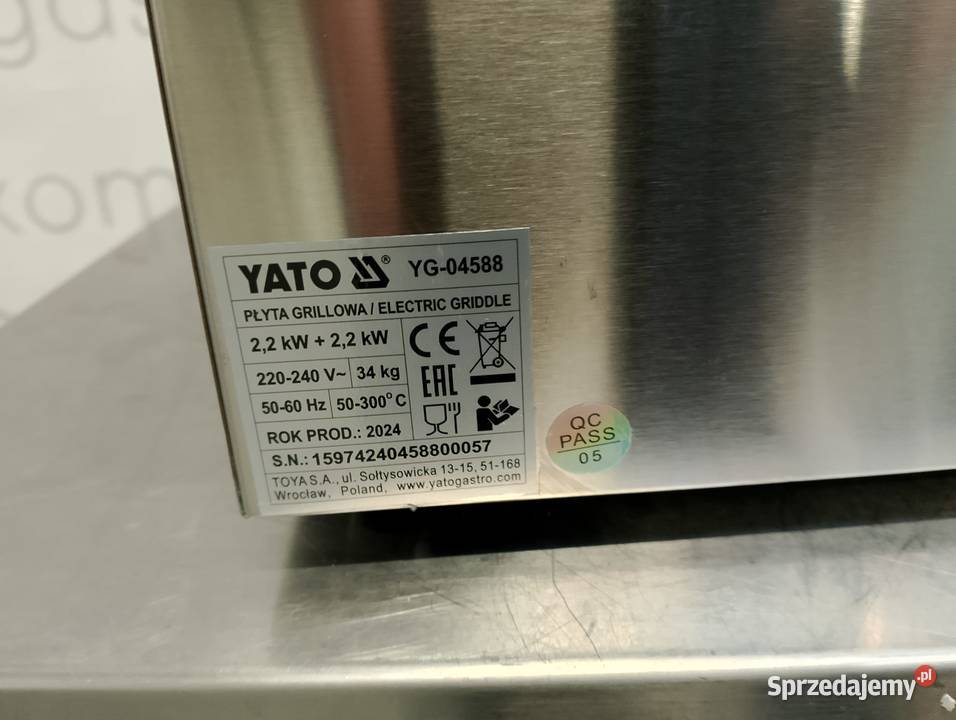 gas
kom
YATO ® YG-04588
PŁYTA GRILLOWA / ELECTRIC GRIDDLE
2,2 kW + 2,2 kW
220-240 V~ 34 kg
50-60 Hz 50-300°C
ROK PROD.: 2024
S.N.: 15974240458800057
TOYA S.A., ul. Sołtysowicka 13-15, 51-168
Wrocław, Poland, www.yatogastro.com
CE
EAC
QC
PASS
05
Sprzedajemy.pl